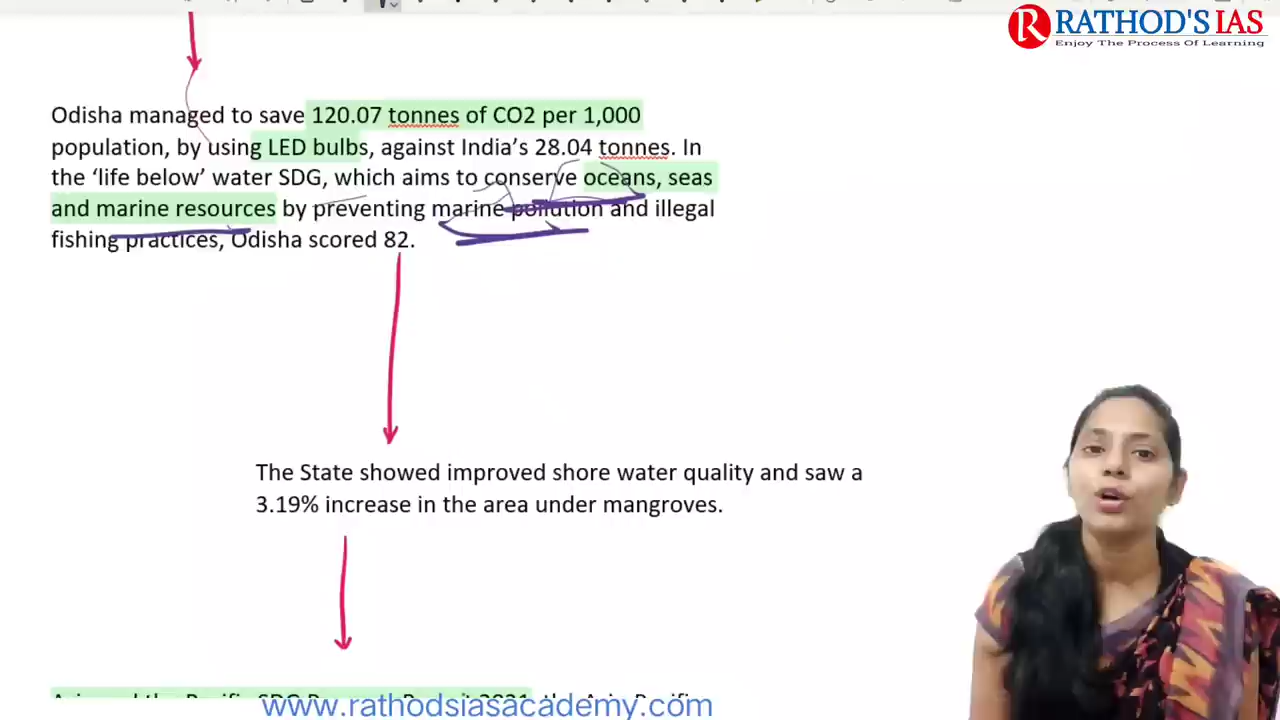 RATHOD'S IAS
Enjoy The Process Of Learning
Odisha managed to save 120.07 tonnes of CO2 per 1,000
population, by using LED bulbs, against India's 28.04 tonnes. In
the 'life below' water SDG, which aims to conserve oceans, seas
and marine resources by preventing marine pollution and illegal
fishing practices, Odisha scored 82.
The State showed improved shore water quality and saw a
3.19% increase in the area under mangroves.
www.rathodsiasacademy.com